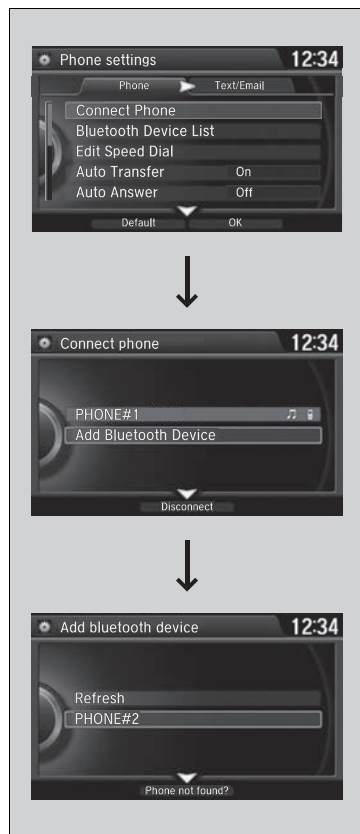 Phone settings 12:34
Phone Text/Email
Connect Phone
Bluetooth Device List
Edit Speed Dial
Auto Transfer On
Auto Answer Off
Default OK
Connect phone 12:34
PHONE#1
Add Bluetooth Device
Disconnect
Add bluetooth device 12:34
Refresh
PHONE#2
Phone not found?